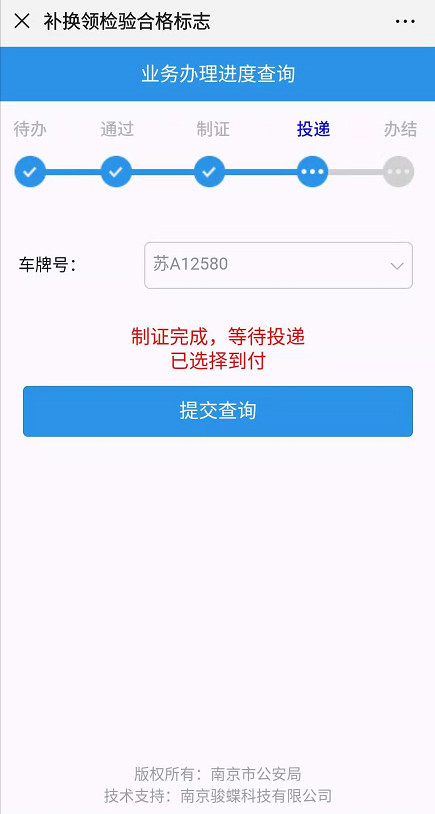 补换领检验合格标志
业务办理进度查询
待办 通过 制证 投递 办结
车牌号： 苏A12580
制证完成，等待投递
已选择到付
提交查询
版权所有：南京市公安局
技术支持：南京骏蝶科技有限公司